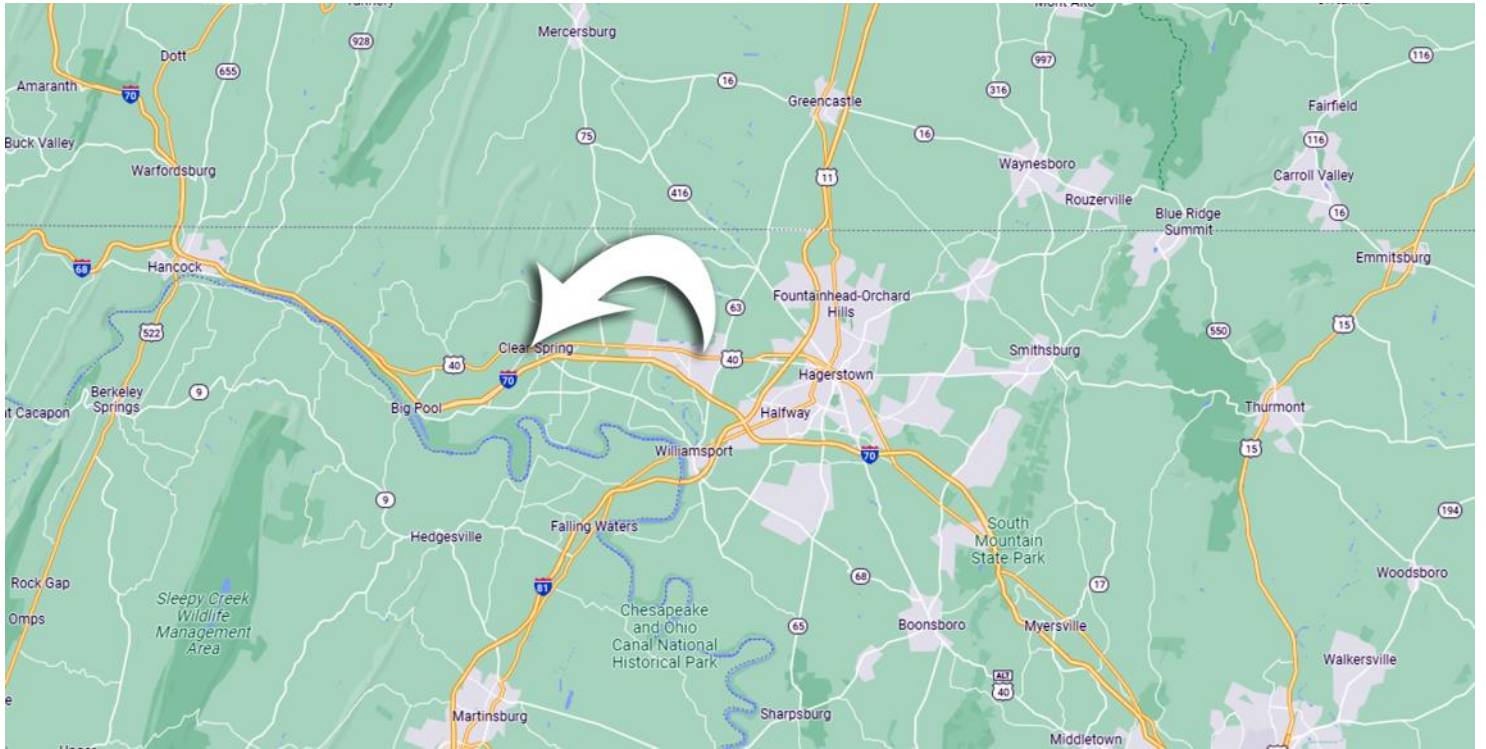 Mont Alto
928
Mercersburg
Dott
116
997
Amaranth
655
70
16
316
Greencastle
Fairfield
75
16
116
Buck Valley
Warfordsburg
Waynesboro
Carroll Valley
11
416
Rouzerville
16
Blue Ridge
Summit
68
Hancock
Emmitsburg
Fountainhead-Orchard
Hills
63
522
550
15
Clear Spring
40
Smithsburg
40
Hagerstown
70
Berkeley
Springs
9
Big Pool
t Cacapon
Halfway
Thurmont
Williamsport
70
15
9
194
Falling Waters
Hedgesville
South
Mountain
State Park
Rock Gap
81
68
17
Woodsboro
Sleepy Creek
Wildlife
Management
Area
Omps
Chesapeake
and Ohio
Canal National
Historical Park
65
Boonsboro
Myersville
Walkersville
ALT
40
Martinsburg
Sharpsburg
Middletown